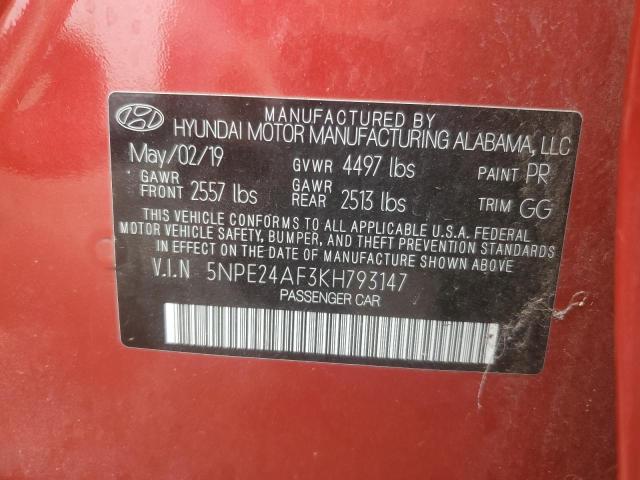 MANUFACTURED BY
HYUNDAI MOTOR MANUFACTURING ALABAMA, LLC
May/02/19 GVWR 4497 lbs PAINT PR
GAWR FRONT 2557 lbs GAWR REAR 2513 lbs TRIM GG
THIS VEHICLE CONFORMS TO ALL APPLICABLE U.S.A. FEDERAL
MOTOR VEHICLE SAFETY, BUMPER, AND THEFT PREVENTION STANDARDS
IN EFFECT ON THE DATE OF MANUFACTURE SHOWN ABOVE.
V.I.N 5NPE24AF3KH793147
PASSENGER CAR